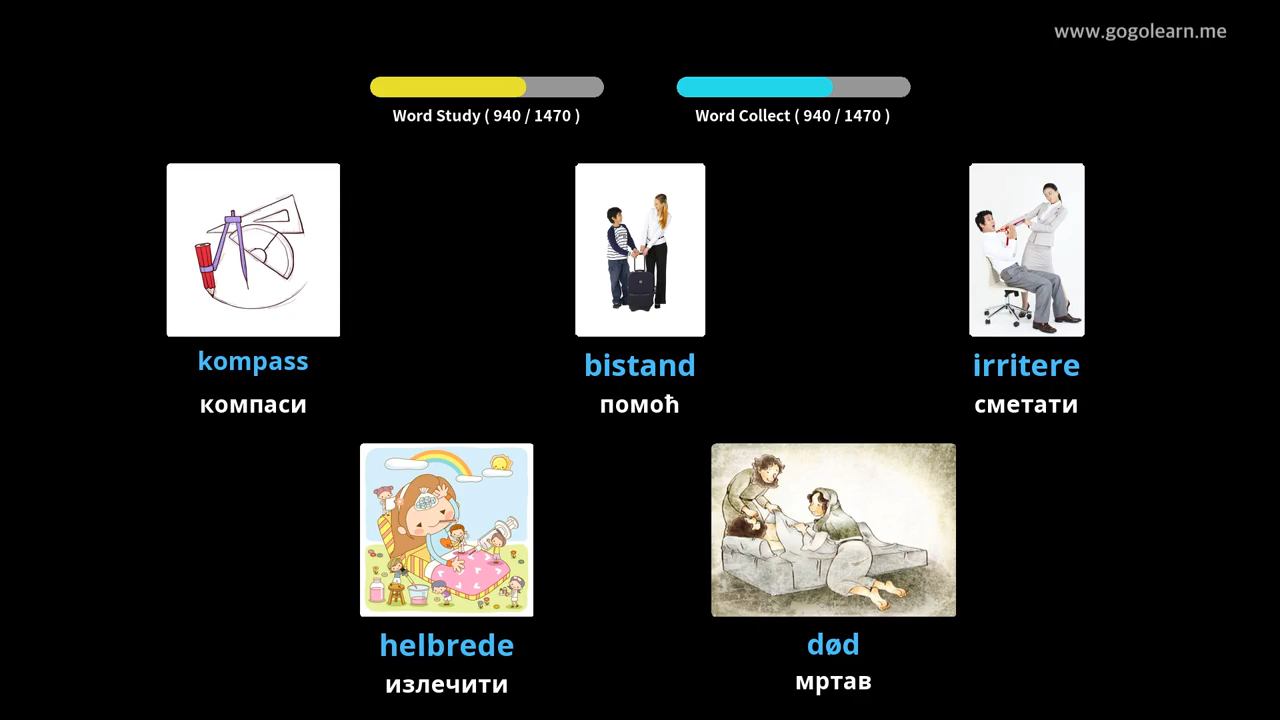 www.gogolearn.me
Word Study ( 940 / 1470 )
Word Collect ( 940 / 1470 )
kompass
компаси
bistand
помоћ
irritere
сметати
helbrede
излечити
død
мртав